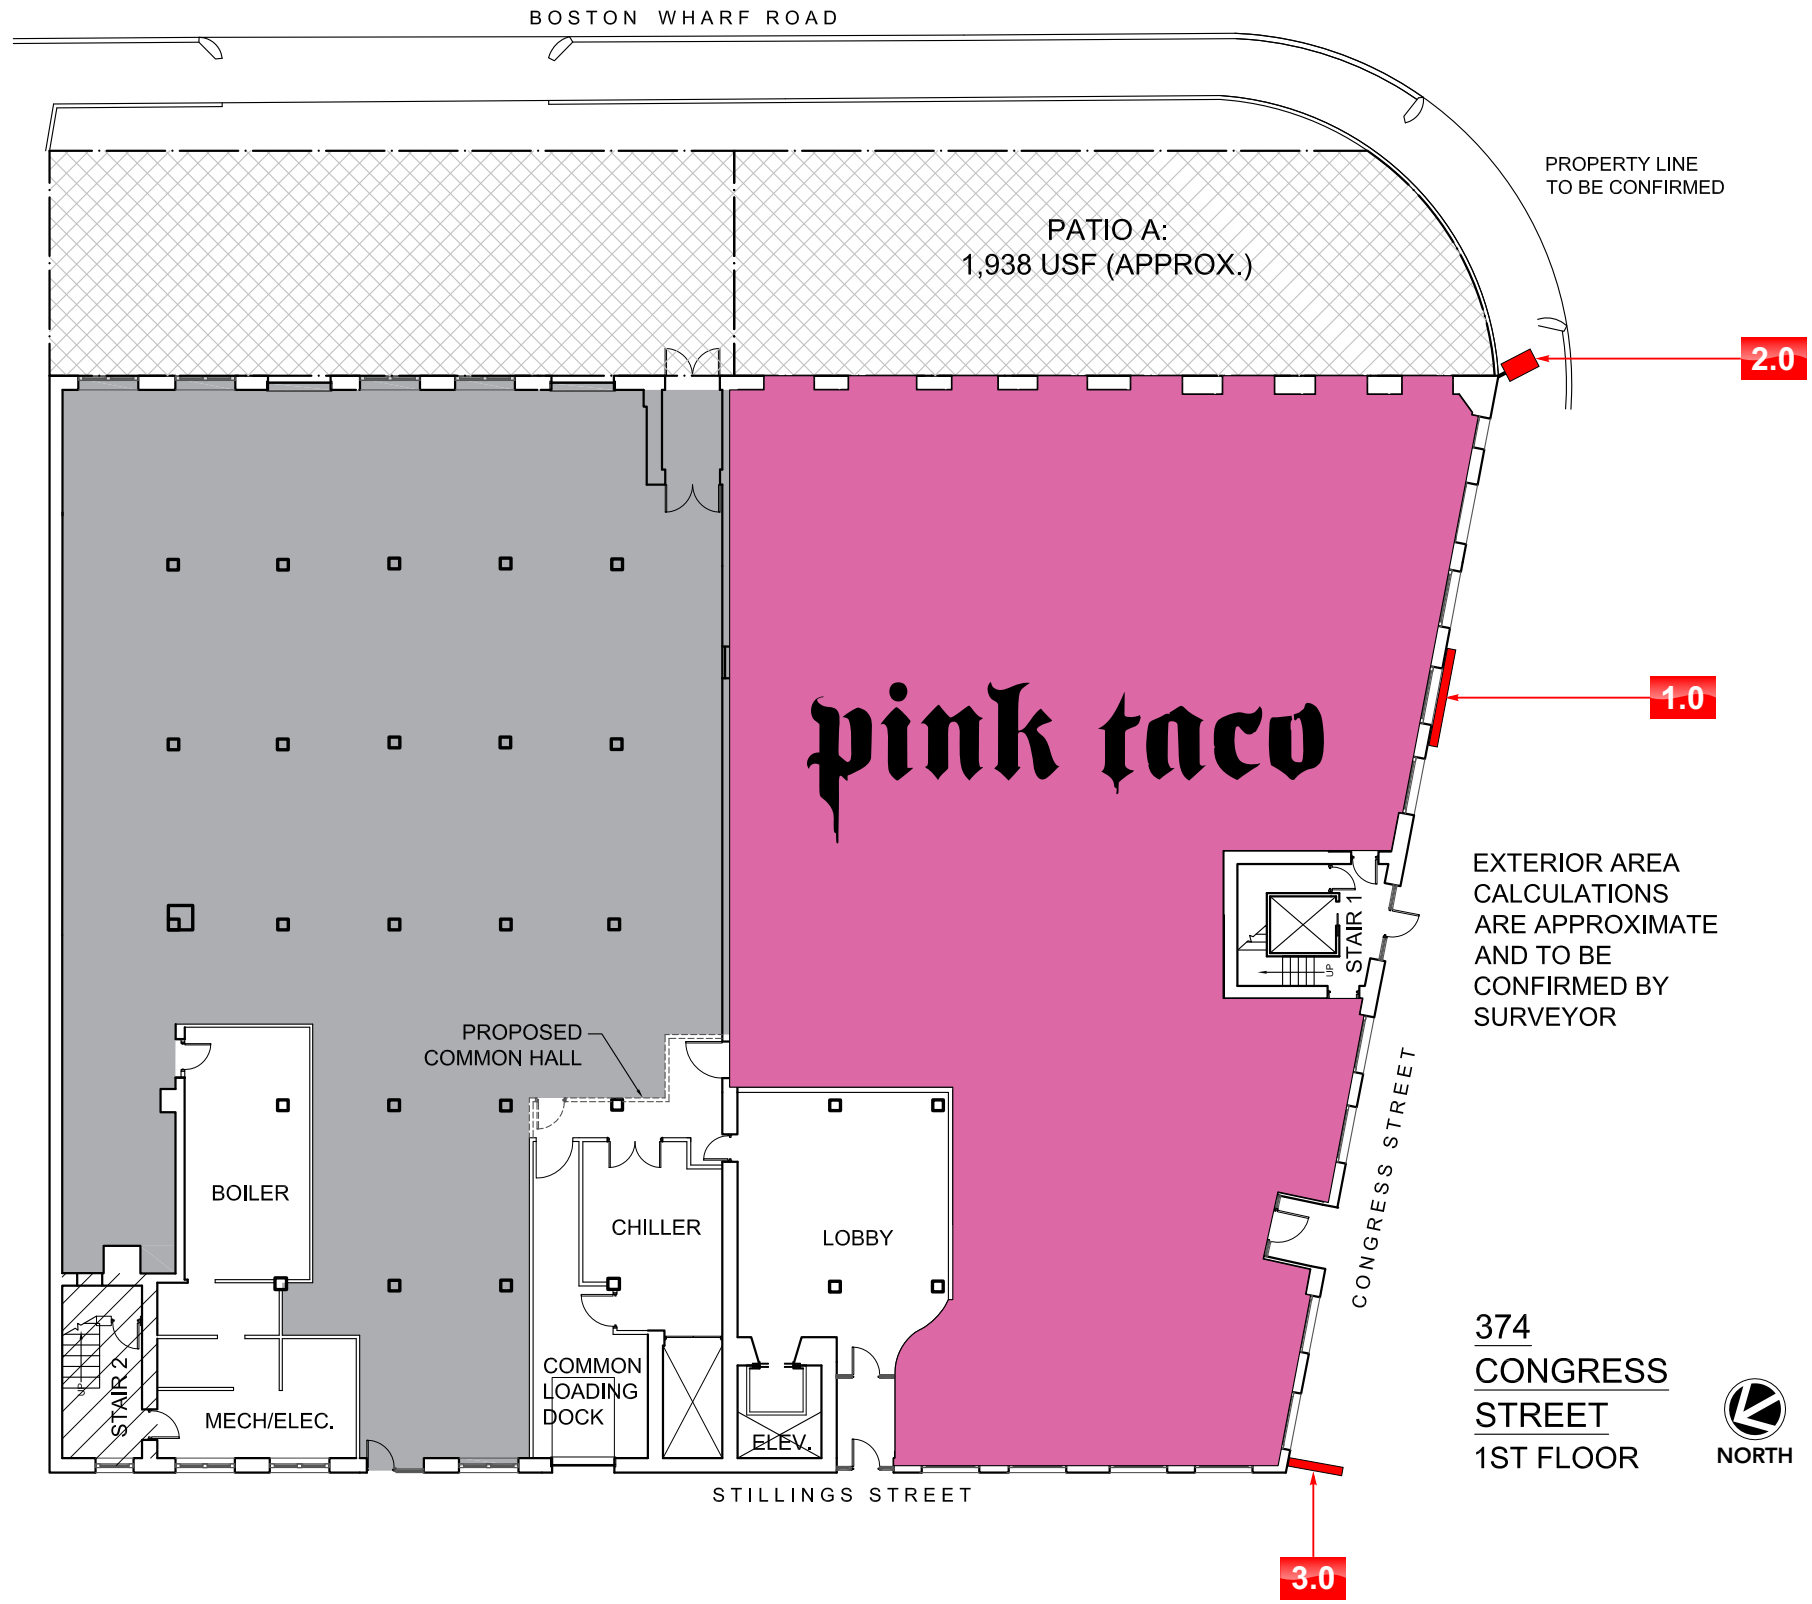 BOSTON WHARF ROAD
PROPERTY LINE
TO BE CONFIRMED
PATIO A:
1,938 USF (APPROX.)
2.0
1.0
pink taco
EXTERIOR AREA
CALCULATIONS
ARE APPROXIMATE
AND TO BE
CONFIRMED BY
SURVEYOR
STAIR 1
UP
PROPOSED
COMMON HALL
CONGRESS STREET
BOILER
CHILLER
LOBBY
STAIR 2
UP
MECH/ELEC.
COMMON
LOADING
DOCK
ELEV.
374
CONGRESS
STREET
1ST FLOOR
NORTH
STILLINGS STREET
3.0